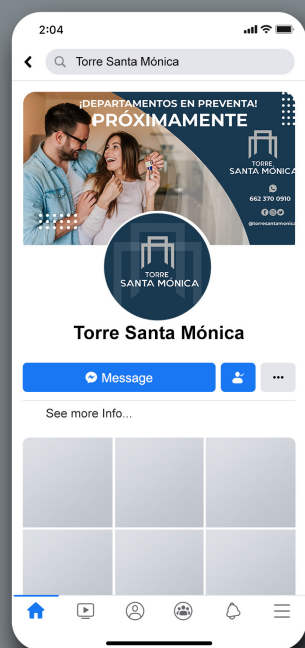 2:04
Torre Santa Mónica
¡DEPARTAMENTOS EN PREVENTA!
PRÓXIMAMENTE
TORRE
SANTA MÓNICA
662 370 0910
@torresantamonica
TORRE
SANTA MÓNICA
Torre Santa Mónica
Message
See more Info...